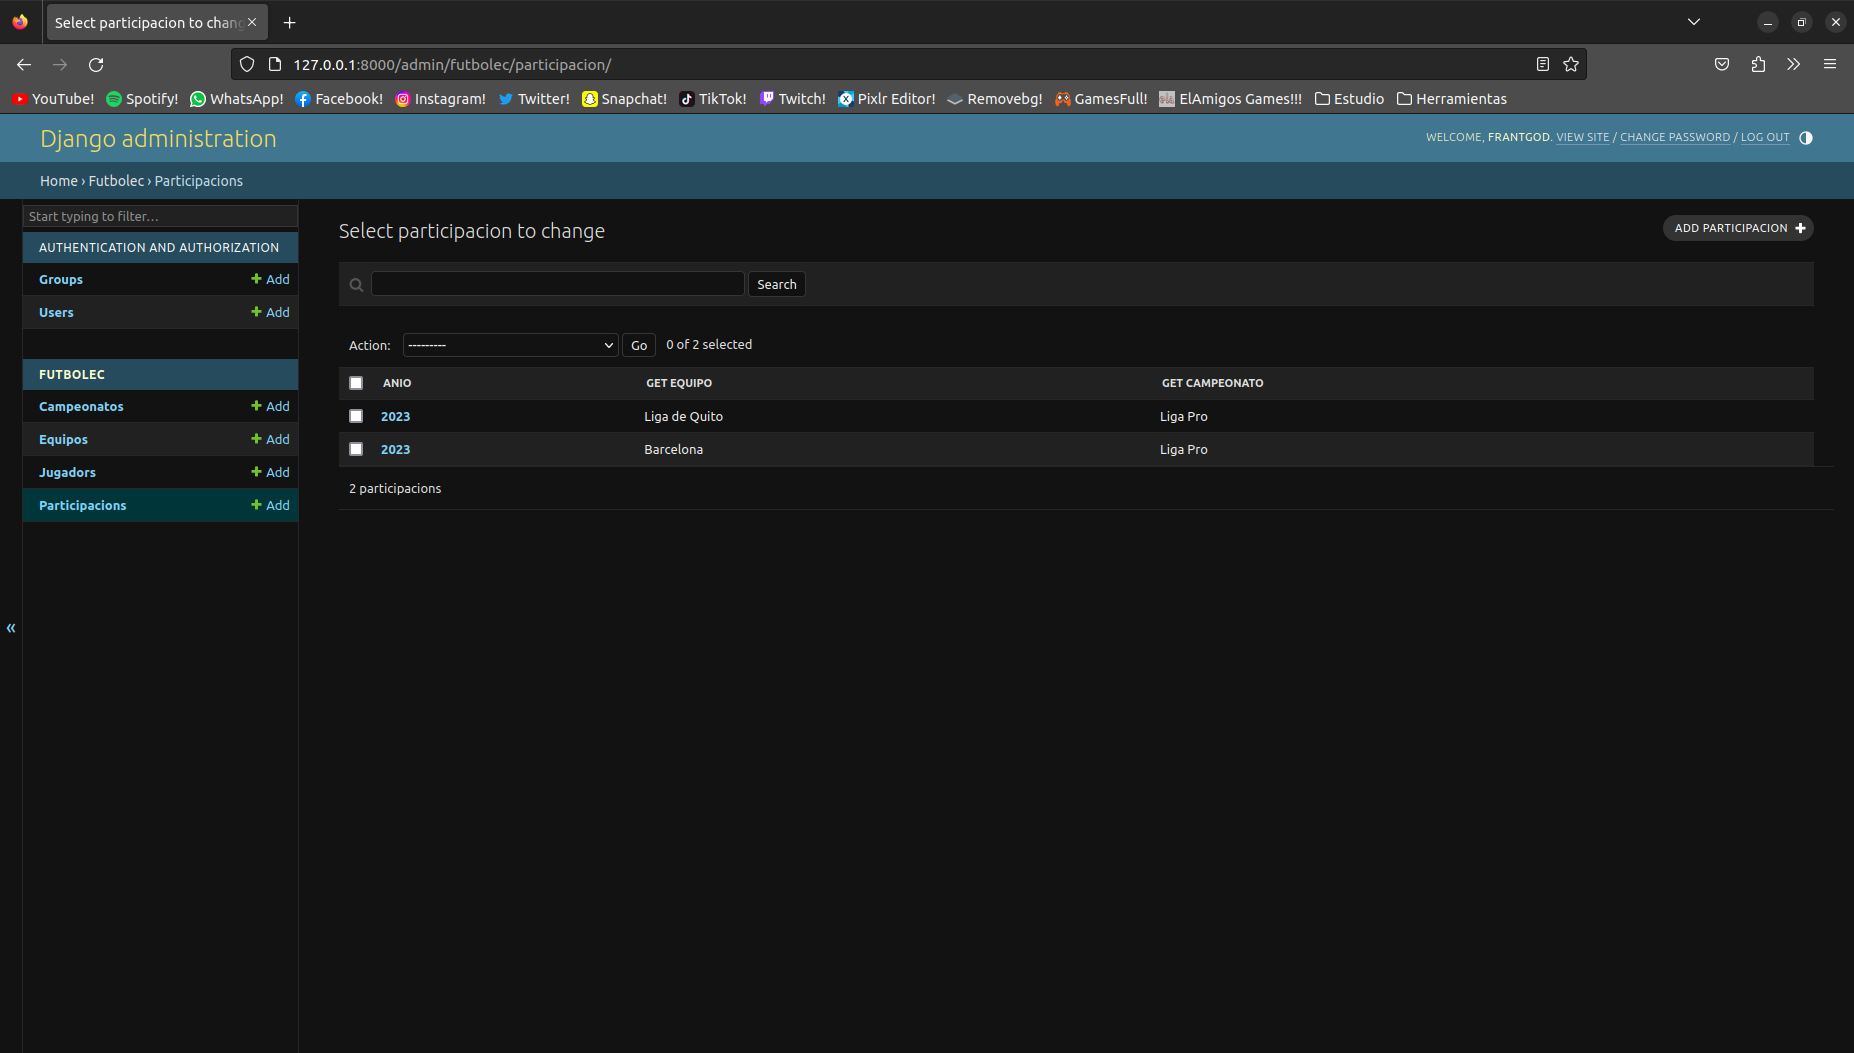 Select participacion to chang
127.0.0.1:8000/admin/futbolec/participacion/
YouTube! Spotify! WhatsApp! Facebook! Instagram! Twitter! Snapchat! TikTok! Twitch! Pixlr Editor! Removebg! GamesFull! ElAmigos Games!!! Estudio Herramientas
Django administration
WELCOME, FRANTGOD. VIEW SITE / CHANGE PASSWORD / LOG OUT
Home › Futbolec › Participacions
Start typing to filter...
AUTHENTICATION AND AUTHORIZATION
Groups + Add
Users + Add
FUTBOLEC
Campeonatos + Add
Equipos + Add
Jugadors + Add
Participacions + Add
«
Select participacion to change
ADD PARTICIPACION +
Search
Action: --------- Go 0 of 2 selected
ANIO GET EQUIPO GET CAMPEONATO
2023 Liga de Quito Liga Pro
2023 Barcelona Liga Pro
2 participacions